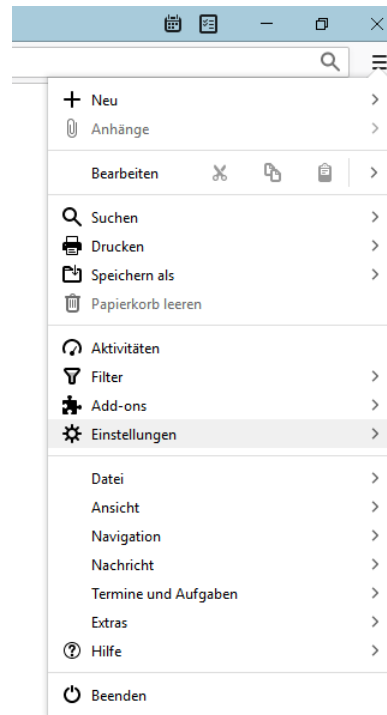 Neu
Anhänge
Bearbeiten
Suchen
Drucken
Speichern als
Papierkorb leeren
Aktivitäten
Filter
Add-ons
Einstellungen
Datei
Ansicht
Navigation
Nachricht
Termine und Aufgaben
Extras
Hilfe
Beenden